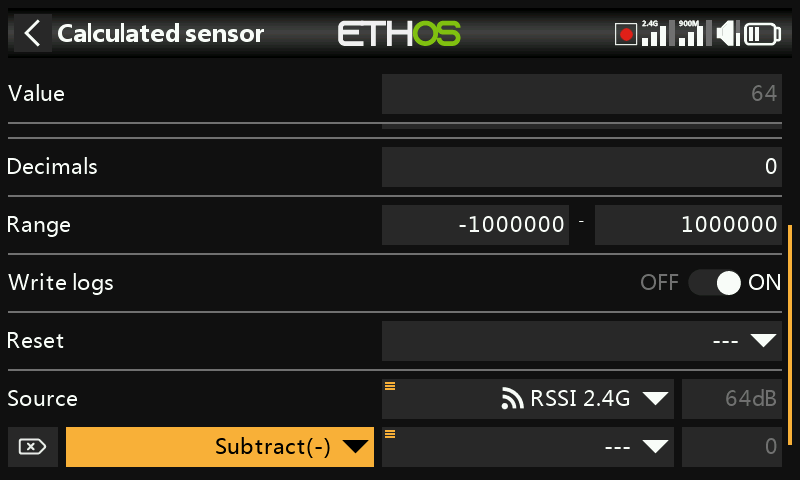 Calculated sensor ETHOS 2.4G 900M
Value 64
Decimals 0
Range -1000000 - 1000000
Write logs OFF ON
Reset ---
Source RSSI 2.4G 64dB
Subtract(-) --- 0